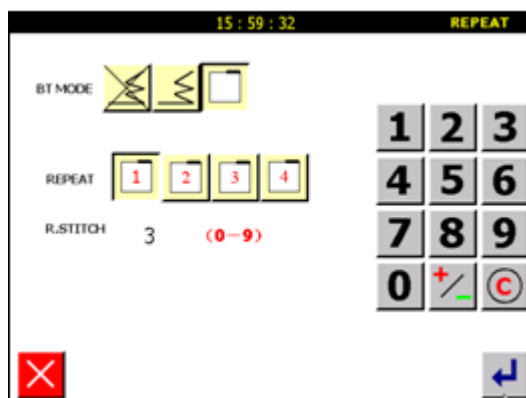 15:59:32 REPEAT
BT MODE
REPEAT 1 2 3 4
R.STITCH 3 (0-9)
1 2 3
4 5 6
7 8 9
0 +/- C